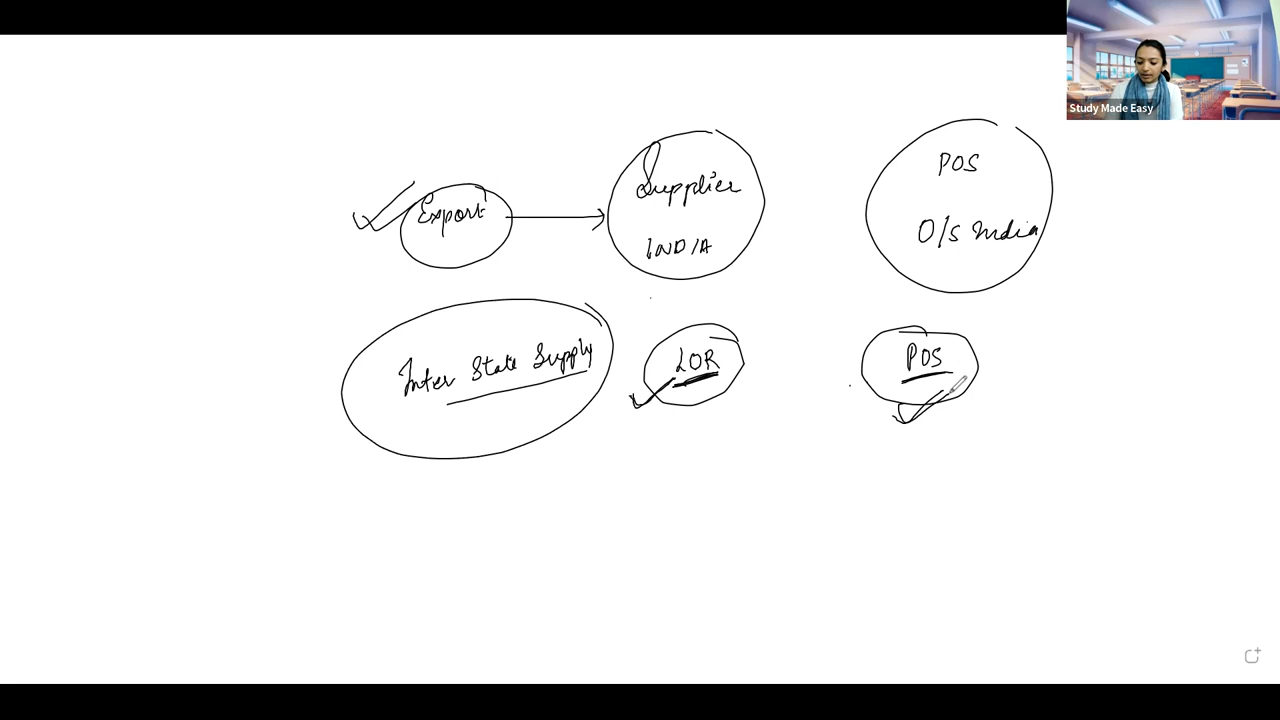 Study Made Easy
Export
Supplier
INDIA
POS
O/S India
Inter State Supply
LOR
POS